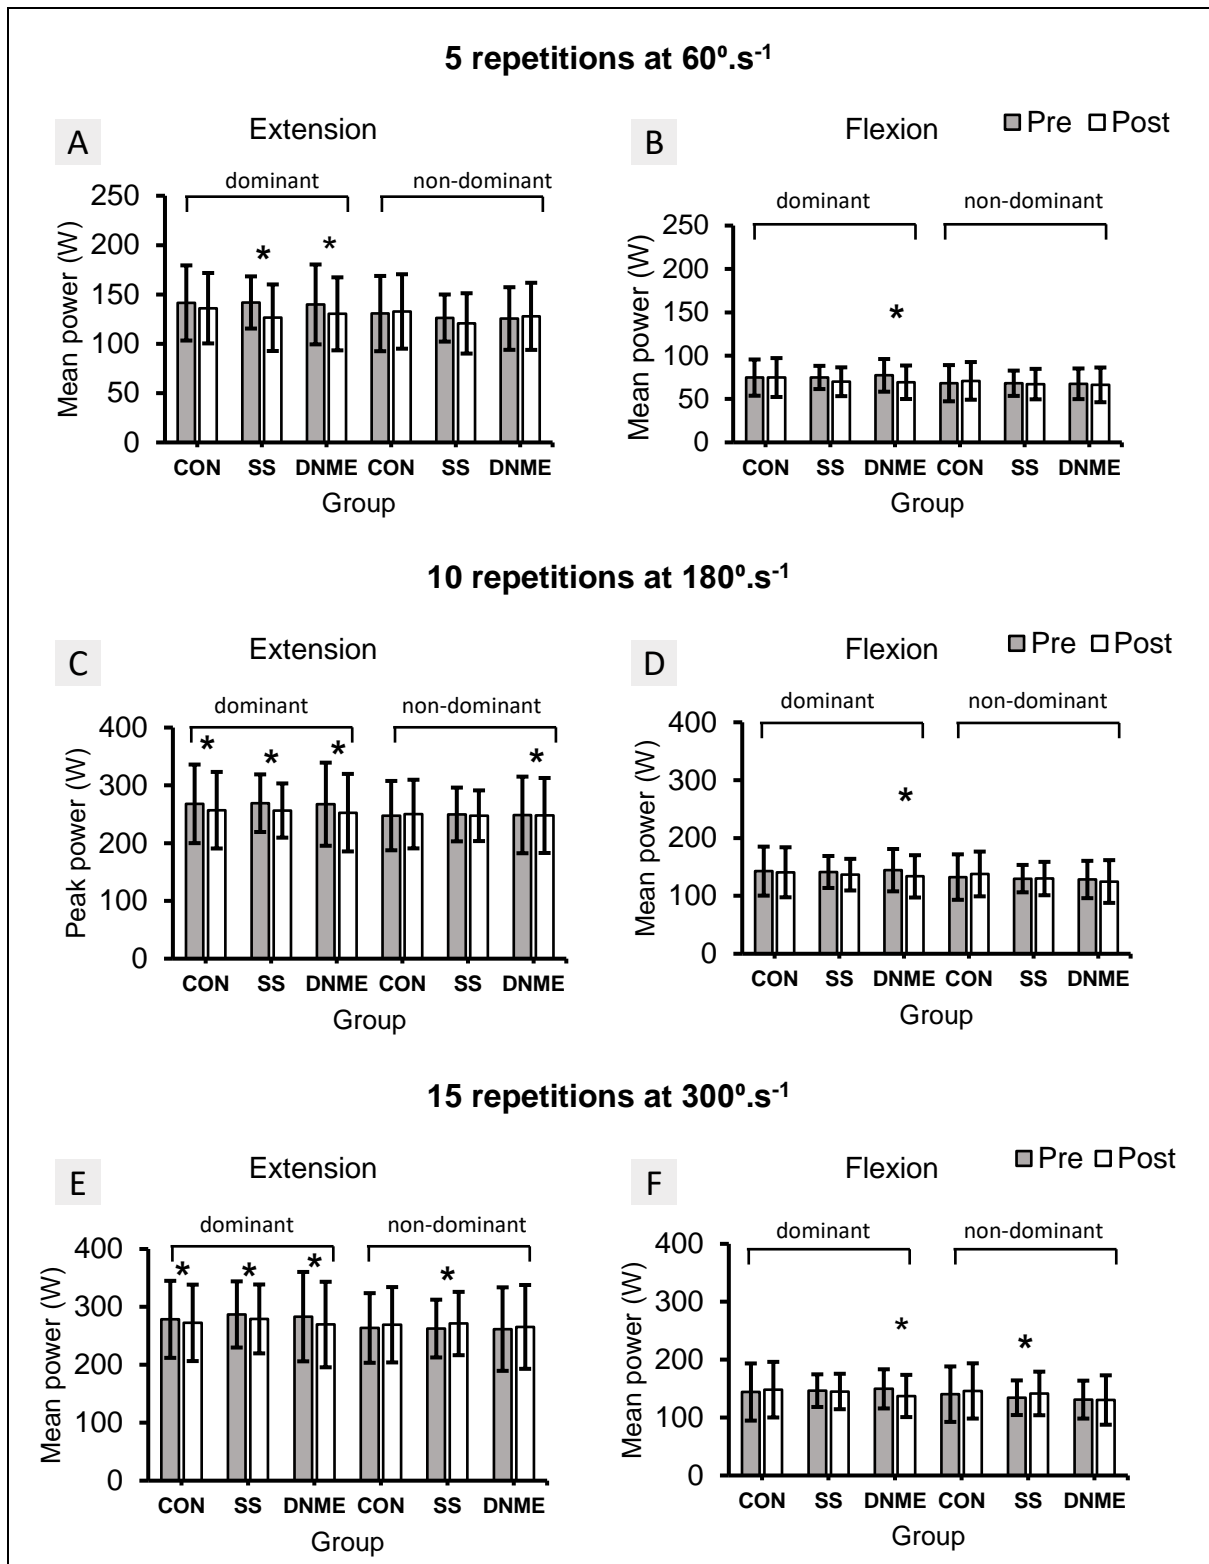 5 repetitions at 60º.s-1
A
Extension
B
Flexion
Pre
Post
dominant
non-dominant
dominant
non-dominant
Mean power (W)
250
200
150
100
50
0
*
*
CON
SS
DNME
CON
SS
DNME
Group
Mean power (W)
250
200
150
100
50
0
*
CON
SS
DNME
CON
SS
DNME
Group
10 repetitions at 180º.s-1
C
Extension
D
Flexion
Pre
Post
dominant
non-dominant
dominant
non-dominant
Peak power (W)
400
300
200
100
0
*
*
*
*
CON
SS
DNME
CON
SS
DNME
Group
Mean power (W)
400
300
200
100
0
*
CON
SS
DNME
CON
SS
DNME
Group
15 repetitions at 300º.s-1
E
Extension
F
Flexion
Pre
Post
dominant
non-dominant
dominant
non-dominant
Mean power (W)
400
300
200
100
0
*
*
*
*
CON
SS
DNME
CON
SS
DNME
Group
Mean power (W)
400
300
200
100
0
*
*
CON
SS
DNME
CON
SS
DNME
Group